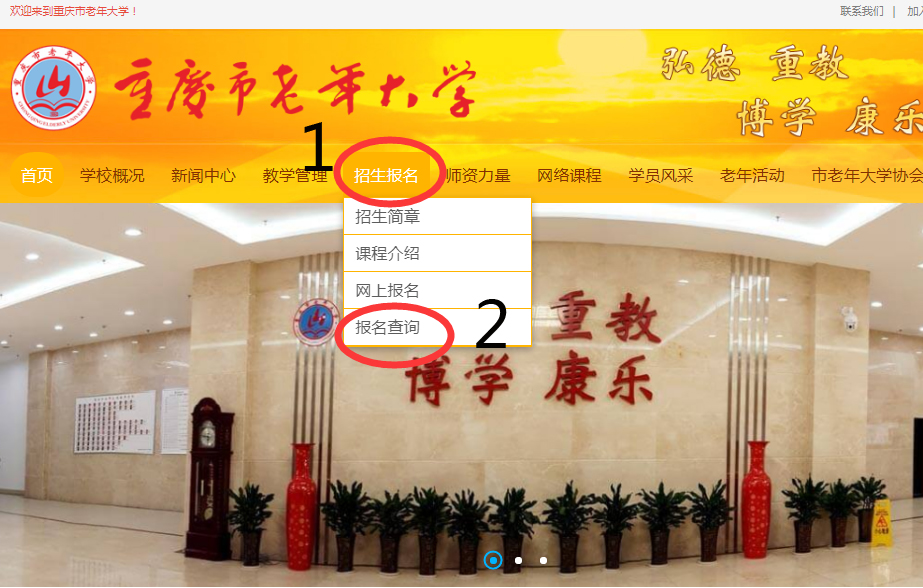 欢迎来到重庆市老年大学！
联系我们 | 加入
重庆市老年大学
弘德 重教
博学 康乐
1
首页 学校概况 新闻中心 教学管理 招生报名 师资力量 网络课程 学员风采 老年活动 市老年大学协会
招生简章
课程介绍
网上报名
报名查询
2
重教
博学 康乐